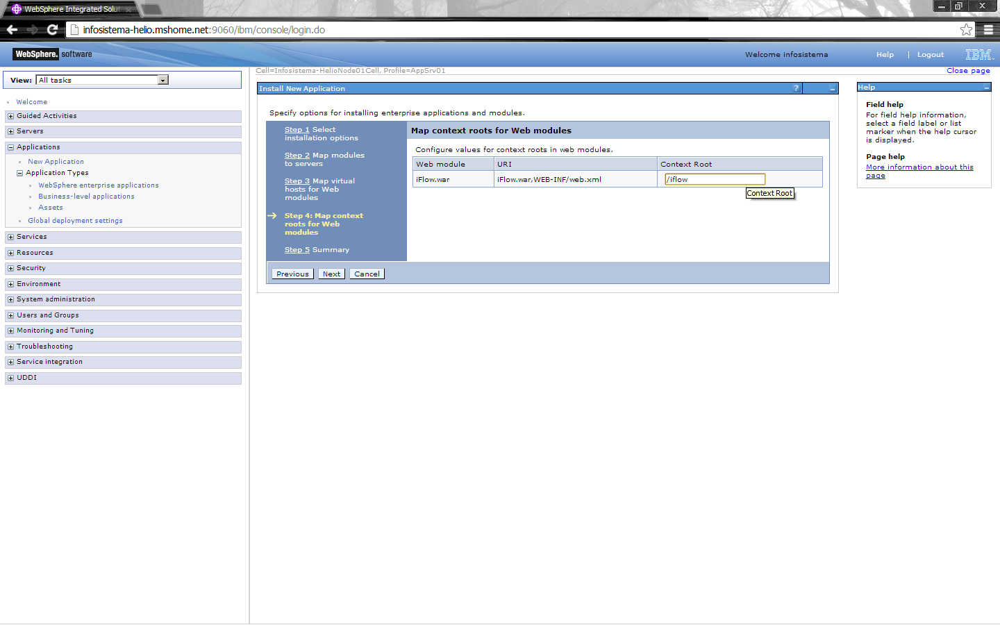 WebSphere Integrated Solut
infosistema-helio.mshome.net:9060/ibm/console/login.do
WebSphere. software
Welcome infosistema
Help | Logout
IBM.
View: All tasks
Cell=Infosistema-HelioNode01Cell, Profile=AppSrv01
Close page
Welcome
Guided Activities
Servers
Applications
New Application
Application Types
WebSphere enterprise applications
Business-level applications
Assets
Global deployment settings
Services
Resources
Security
Environment
System administration
Users and Groups
Monitoring and Tuning
Troubleshooting
Service integration
UDDI
Install New Application
?
Specify options for installing enterprise applications and modules.
Step 1 Select
installation options
Step 2 Map modules
to servers
Step 3 Map virtual
hosts for Web
modules
Step 4: Map context
roots for Web
modules
Step 5 Summary
Map context roots for Web modules
Configure values for context roots in web modules.
Web module URI Context Root
iFlow.war iFlow.war,WEB-INF/web.xml /iflow
Context Root
Previous Next Cancel
Help
Field help
For field help information,
select a field label or list
marker when the help cursor
is displayed.
Page help
More information about this
page